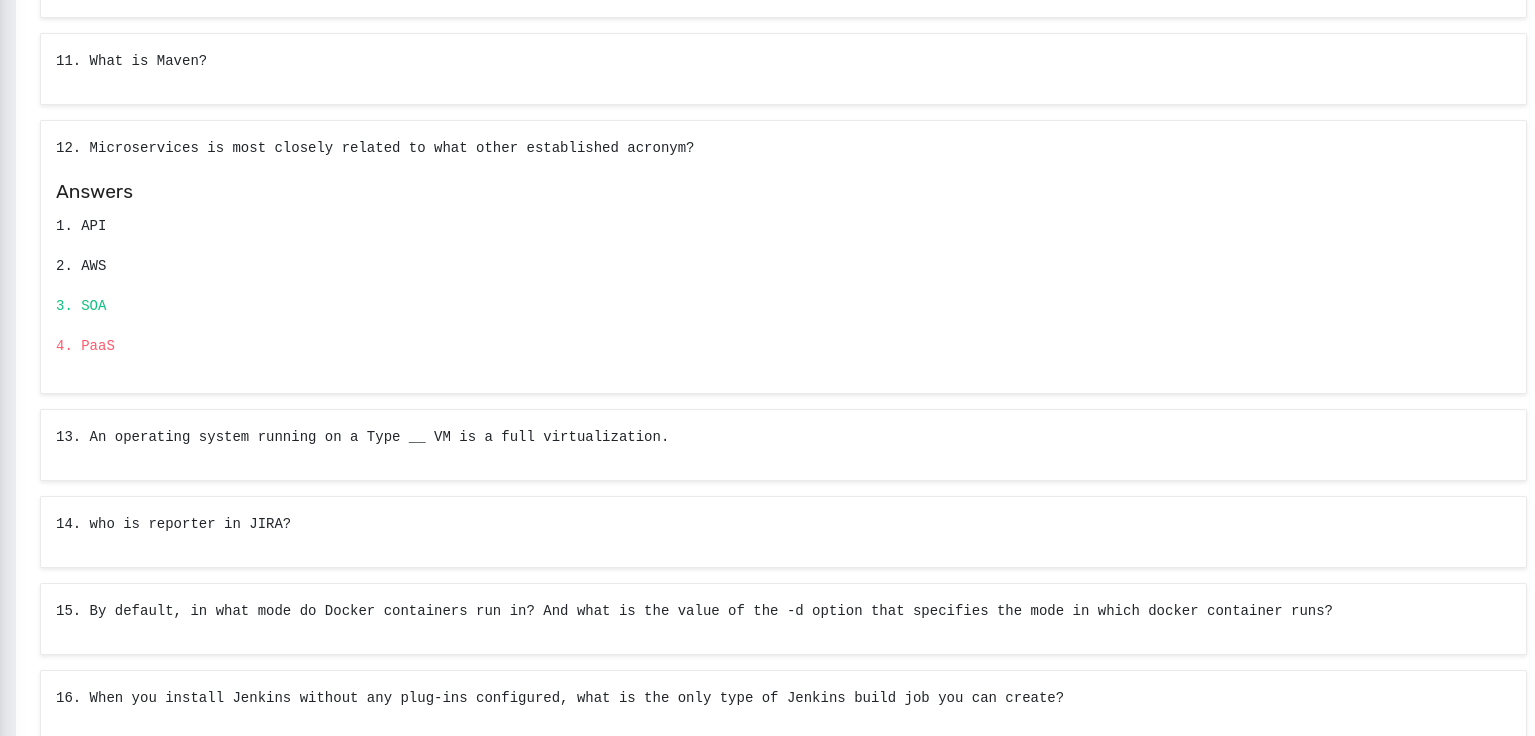 11. What is Maven?
12. Microservices is most closely related to what other established acronym?
Answers
1. API
2. AWS
3. SOA
4. PaaS
13. An operating system running on a Type __ VM is a full virtualization.
14. who is reporter in JIRA?
15. By default, in what mode do Docker containers run in? And what is the value of the -d option that specifies the mode in which docker container runs?
16. When you install Jenkins without any plug-ins configured, what is the only type of Jenkins build job you can create?